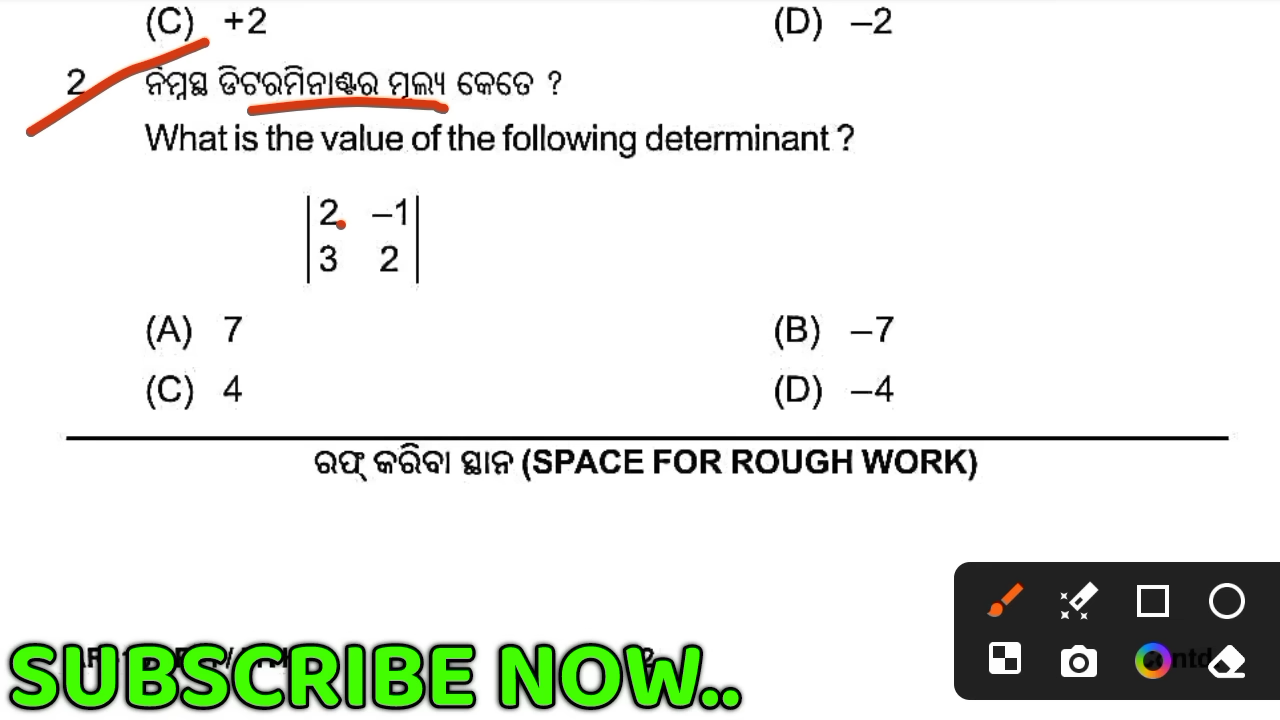 (C) +2 (D) –2
2 ନିମ୍ନସ୍ଥ ଡିଟରମିନାଣ୍ଟର ମୂଲ୍ୟ କେତେ ?
What is the value of the following determinant ?
2 –1
3 2
(A) 7 (B) –7
(C) 4 (D) –4
ରଫ୍ କରିବା ସ୍ଥାନ (SPACE FOR ROUGH WORK)
SUBSCRIBE NOW..